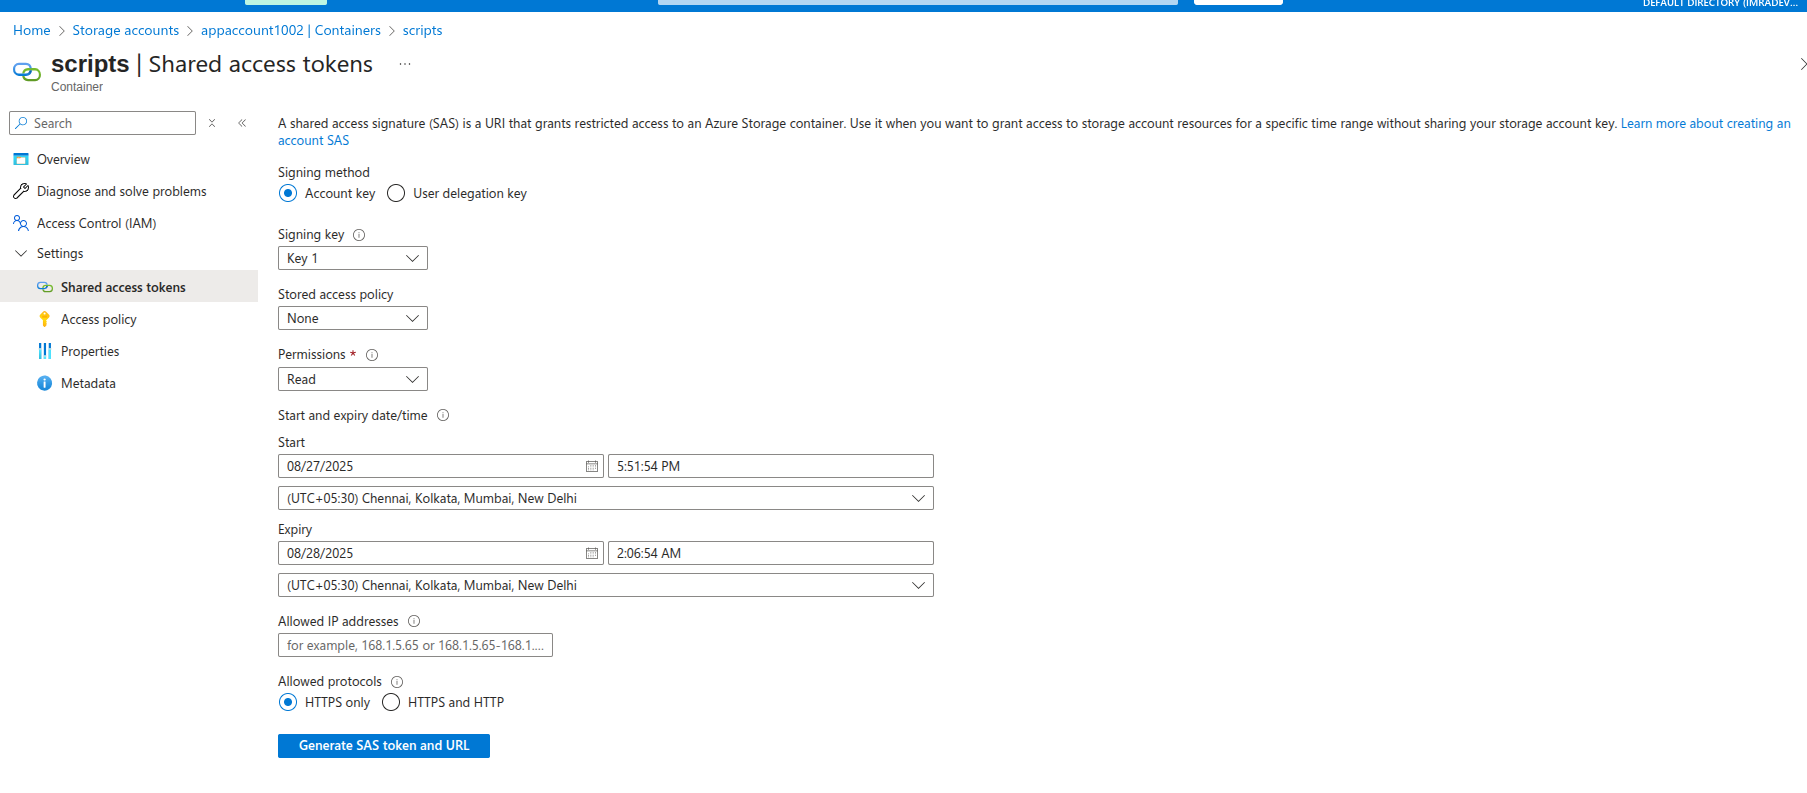 DEFAULT DIRECTORY (IMRADEV...
Home > Storage accounts > appaccount1002 | Containers > scripts
scripts | Shared access tokens ...
Container
Search
Overview
Diagnose and solve problems
Access Control (IAM)
Settings
Shared access tokens
Access policy
Properties
Metadata
A shared access signature (SAS) is a URI that grants restricted access to an Azure Storage container. Use it when you want to grant access to storage account resources for a specific time range without sharing your storage account key. Learn more about creating an
account SAS
Signing method
Account key User delegation key
Signing key
Key 1
Stored access policy
None
Permissions *
Read
Start and expiry date/time
Start
08/27/2025 5:51:54 PM
(UTC+05:30) Chennai, Kolkata, Mumbai, New Delhi
Expiry
08/28/2025 2:06:54 AM
(UTC+05:30) Chennai, Kolkata, Mumbai, New Delhi
Allowed IP addresses
for example, 168.1.5.65 or 168.1.5.65-168.1....
Allowed protocols
HTTPS only HTTPS and HTTP
Generate SAS token and URL